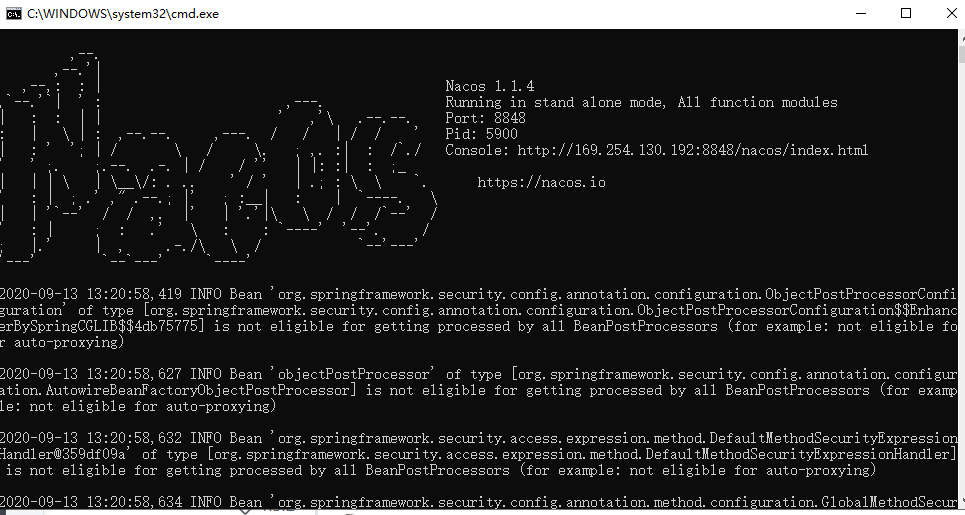 C:\WINDOWS\system32\cmd.exe
Nacos 1.1.4
Running in stand alone mode, All function modules
Port: 8848
Pid: 5900
Console: http://169.254.130.192:8848/nacos/index.html
https://nacos.io
2020-09-13 13:20:58,419 INFO Bean 'org.springframework.security.config.annotation.configuration.ObjectPostProcessorConfi
guration' of type [org.springframework.security.config.annotation.configuration.ObjectPostProcessorConfiguration$$Enhanc
erBySpringCGLIB$$4db75775] is not eligible for getting processed by all BeanPostProcessors (for example: not eligible fo
r auto-proxying)
2020-09-13 13:20:58,627 INFO Bean 'objectPostProcessor' of type [org.springframework.security.config.annotation.configur
ation.AutowireBeanFactoryObjectPostProcessor] is not eligible for getting processed by all BeanPostProcessors (for examp
le: not eligible for auto-proxying)
2020-09-13 13:20:58,632 INFO Bean 'org.springframework.security.access.expression.method.DefaultMethodSecurityExpression
Handler@359df09a' of type [org.springframework.security.access.expression.method.DefaultMethodSecurityExpressionHandler]
is not eligible for getting processed by all BeanPostProcessors (for example: not eligible for auto-proxying)
2020-09-13 13:20:58,634 INFO Bean 'org.springframework.security.config.annotation.method.configuration.GlobalMethodSecur